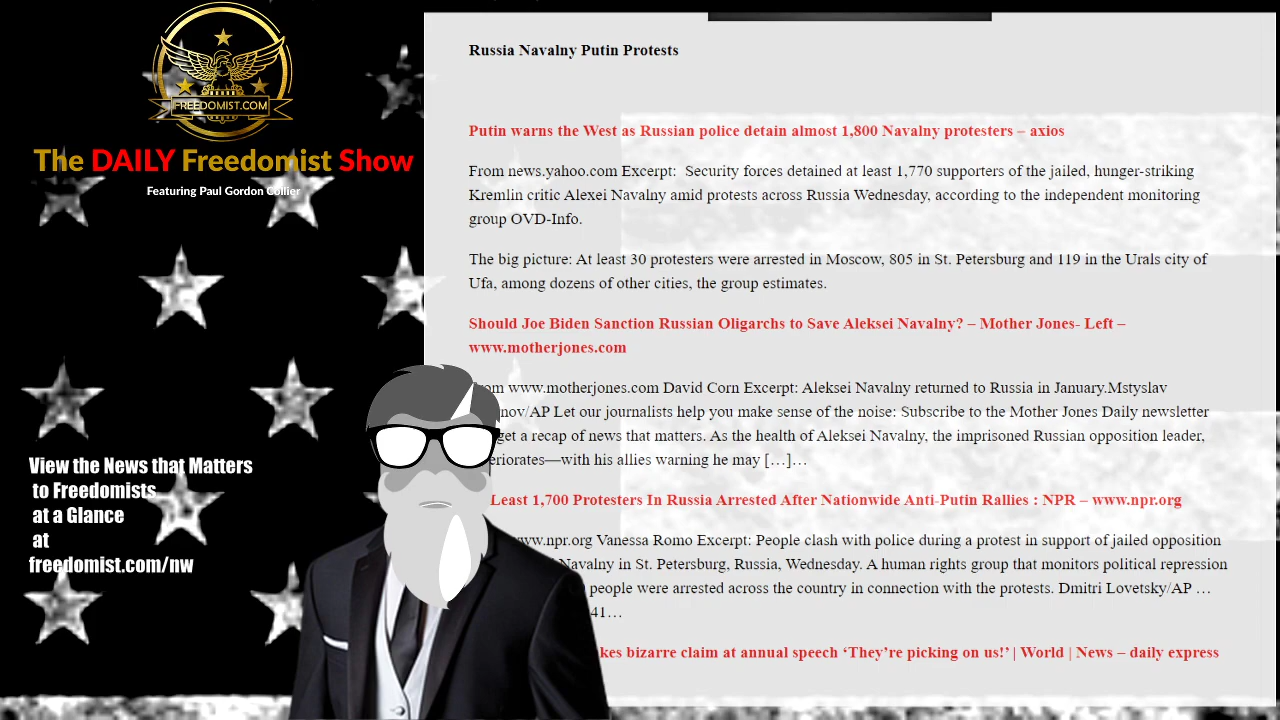 FREEDOMIST.COM
The DAILY Freedomist Show
Featuring Paul Gordon Collier
View the News that Matters
to Freedomists
at a Glance
at
freedomist.com/nw
Russia Navalny Putin Protests
Putin warns the West as Russian police detain almost 1,800 Navalny protesters – axios
From news.yahoo.com Excerpt:  Security forces detained at least 1,770 supporters of the jailed, hunger-striking
Kremlin critic Alexei Navalny amid protests across Russia Wednesday, according to the independent monitoring
group OVD-Info.
The big picture: At least 30 protesters were arrested in Moscow, 805 in St. Petersburg and 119 in the Urals city of
Ufa, among dozens of other cities, the group estimates.
Should Joe Biden Sanction Russian Oligarchs to Save Aleksei Navalny? – Mother Jones- Left –
www.motherjones.com
www.motherjones.com David Corn Excerpt: Aleksei Navalny returned to Russia in January.Mstyslav
nov/AP Let our journalists help you make sense of the noise: Subscribe to the Mother Jones Daily newsletter
get a recap of news that matters. As the health of Aleksei Navalny, the imprisoned Russian opposition leader,
eriorates—with his allies warning he may […]…
Least 1,700 Protesters In Russia Arrested After Nationwide Anti-Putin Rallies : NPR – www.npr.org
ww.npr.org Vanessa Romo Excerpt: People clash with police during a protest in support of jailed opposition
Navalny in St. Petersburg, Russia, Wednesday. A human rights group that monitors political repression
people were arrested across the country in connection with the protests. Dmitri Lovetsky/AP …
41…
kes bizarre claim at annual speech ‘They’re picking on us!’ | World | News – daily express